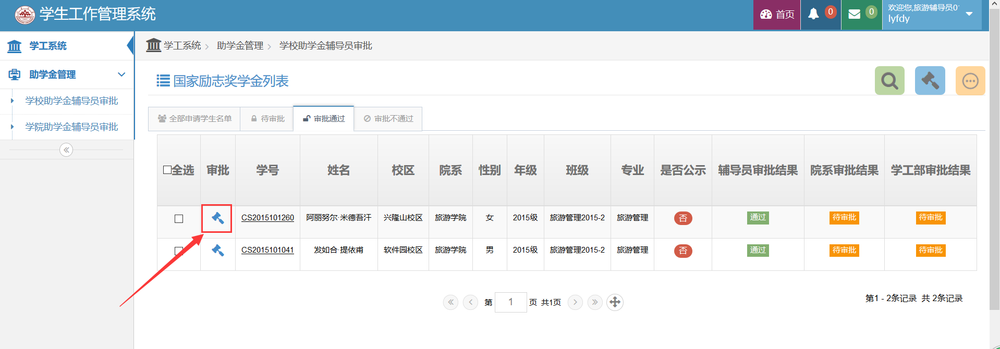 学生工作管理系统
首页
0
0
欢迎您,旅游辅导员0
lyfdy
学工系统
助学金管理
学校助学金辅导员审批
学院助学金辅导员审批
学工系统 助学金管理 学校助学金辅导员审批
国家励志奖学金列表
全部申请学生名单 待审批 审批通过 审批不通过
全选 审批 学号 姓名 校区 院系 性别 年级 班级 专业 是否公示 辅导员审批结果 院系审批结果 学工部审批结果
CS2015101260 阿丽努尔·米德吾汗 兴隆山校区 旅游学院 女 2015级 旅游管理2015-2 旅游管理 否 通过 待审批 待审批
CS2015101041 发如合·提依甫 软件园校区 旅游学院 男 2015级 旅游管理2015-2 旅游管理 否 通过 待审批 待审批
第 1 页 共1页
第1 - 2条记录 共 2条记录